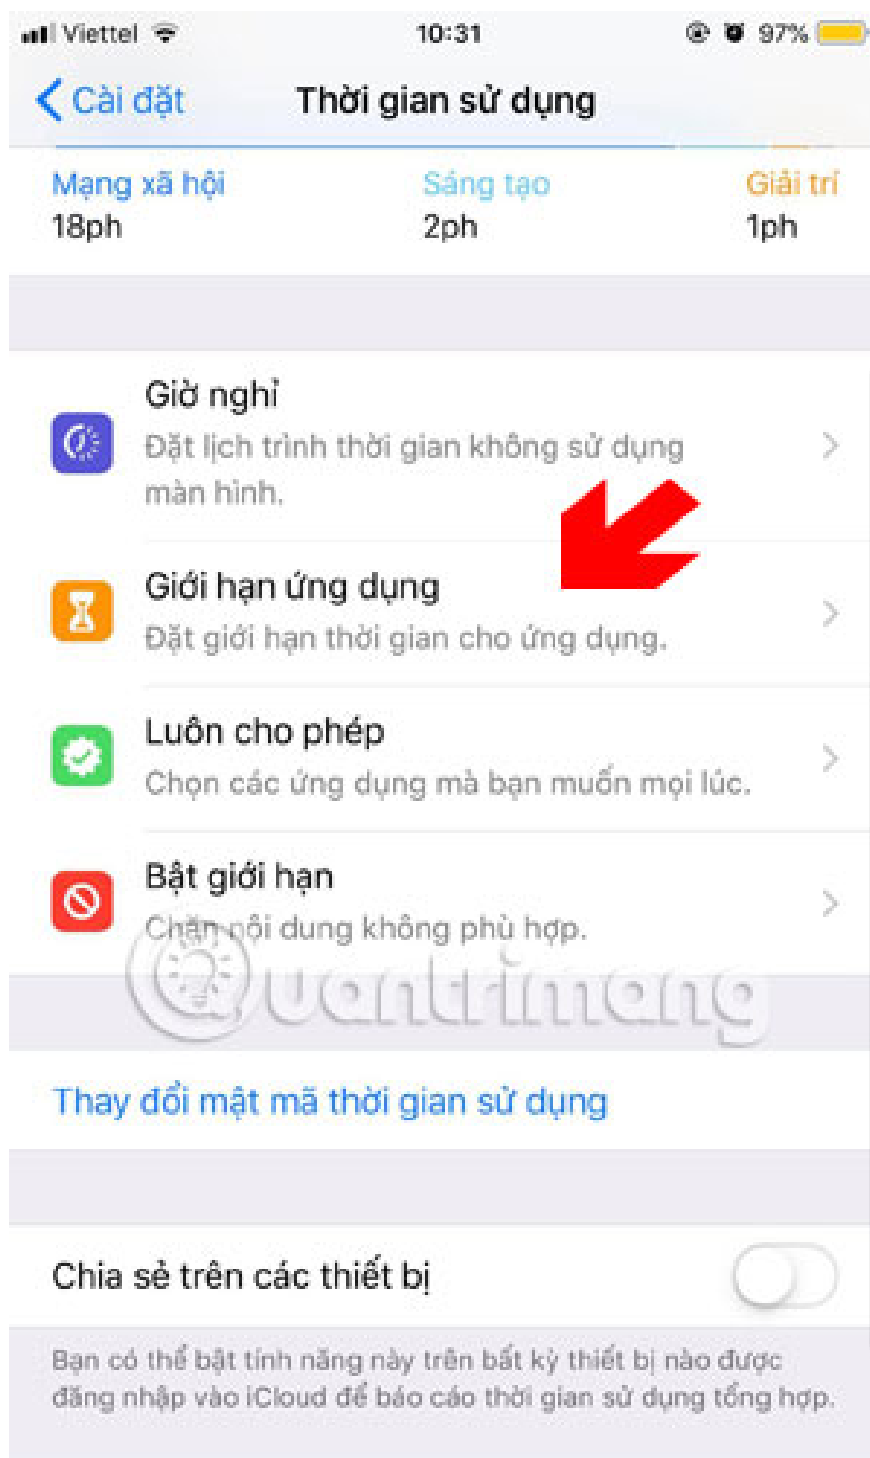 Viettel 10:31 97%
Cài đặt Thời gian sử dụng
Mạng xã hội Sáng tạo Giải trí
18ph 2ph 1ph
Giờ nghỉ
Đặt lịch trình thời gian không sử dụng
màn hình.
Giới hạn ứng dụng
Đặt giới hạn thời gian cho ứng dụng.
Luôn cho phép
Chọn các ứng dụng mà bạn muốn mọi lúc.
Bật giới hạn
Chặn nội dung không phù hợp.
Quantrimang
Thay đổi mật mã thời gian sử dụng
Chia sẻ trên các thiết bị
Bạn có thể bật tính năng này trên bất kỳ thiết bị nào được
đăng nhập vào iCloud để báo cáo thời gian sử dụng tổng hợp.